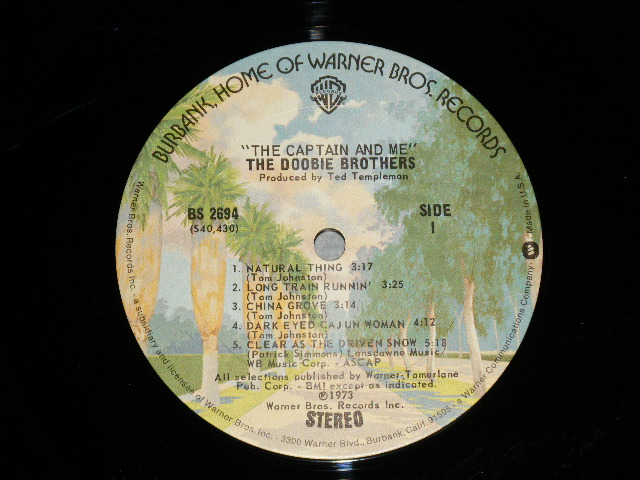 BURBANK, HOME OF WARNER BROS. RECORDS
"THE CAPTAIN AND ME"
THE DOOBIE BROTHERS
Produced by Ted Templeman
BS 2694
(S40,430)
SIDE
1
1. NATURAL THING 3:17
(Tom Johnston)
2. LONG TRAIN RUNNIN' 3:25
(Tom Johnston)
3. CHINA GROVE 3:14
(Tom Johnston)
4. DARK EYED CAJUN WOMAN 4:12
(Tom Johnston)
5. CLEAR AS THE DRIVEN SNOW 5:18
(Patrick Simmons) Lansdowne Music/
WB Music Corp. - ASCAP
All selections published by Warner-Tamerlane
Pub. Corp. - BMI except as indicated.
℗1973
Warner Bros. Records Inc.
STEREO
Warner Bros. Records Inc. - a subsidiary and licensee of Warner Bros. Inc. - 3300 Warner Blvd., Burbank, Calif. 91505 - a Warner Communications Company. Made in U.S.A.